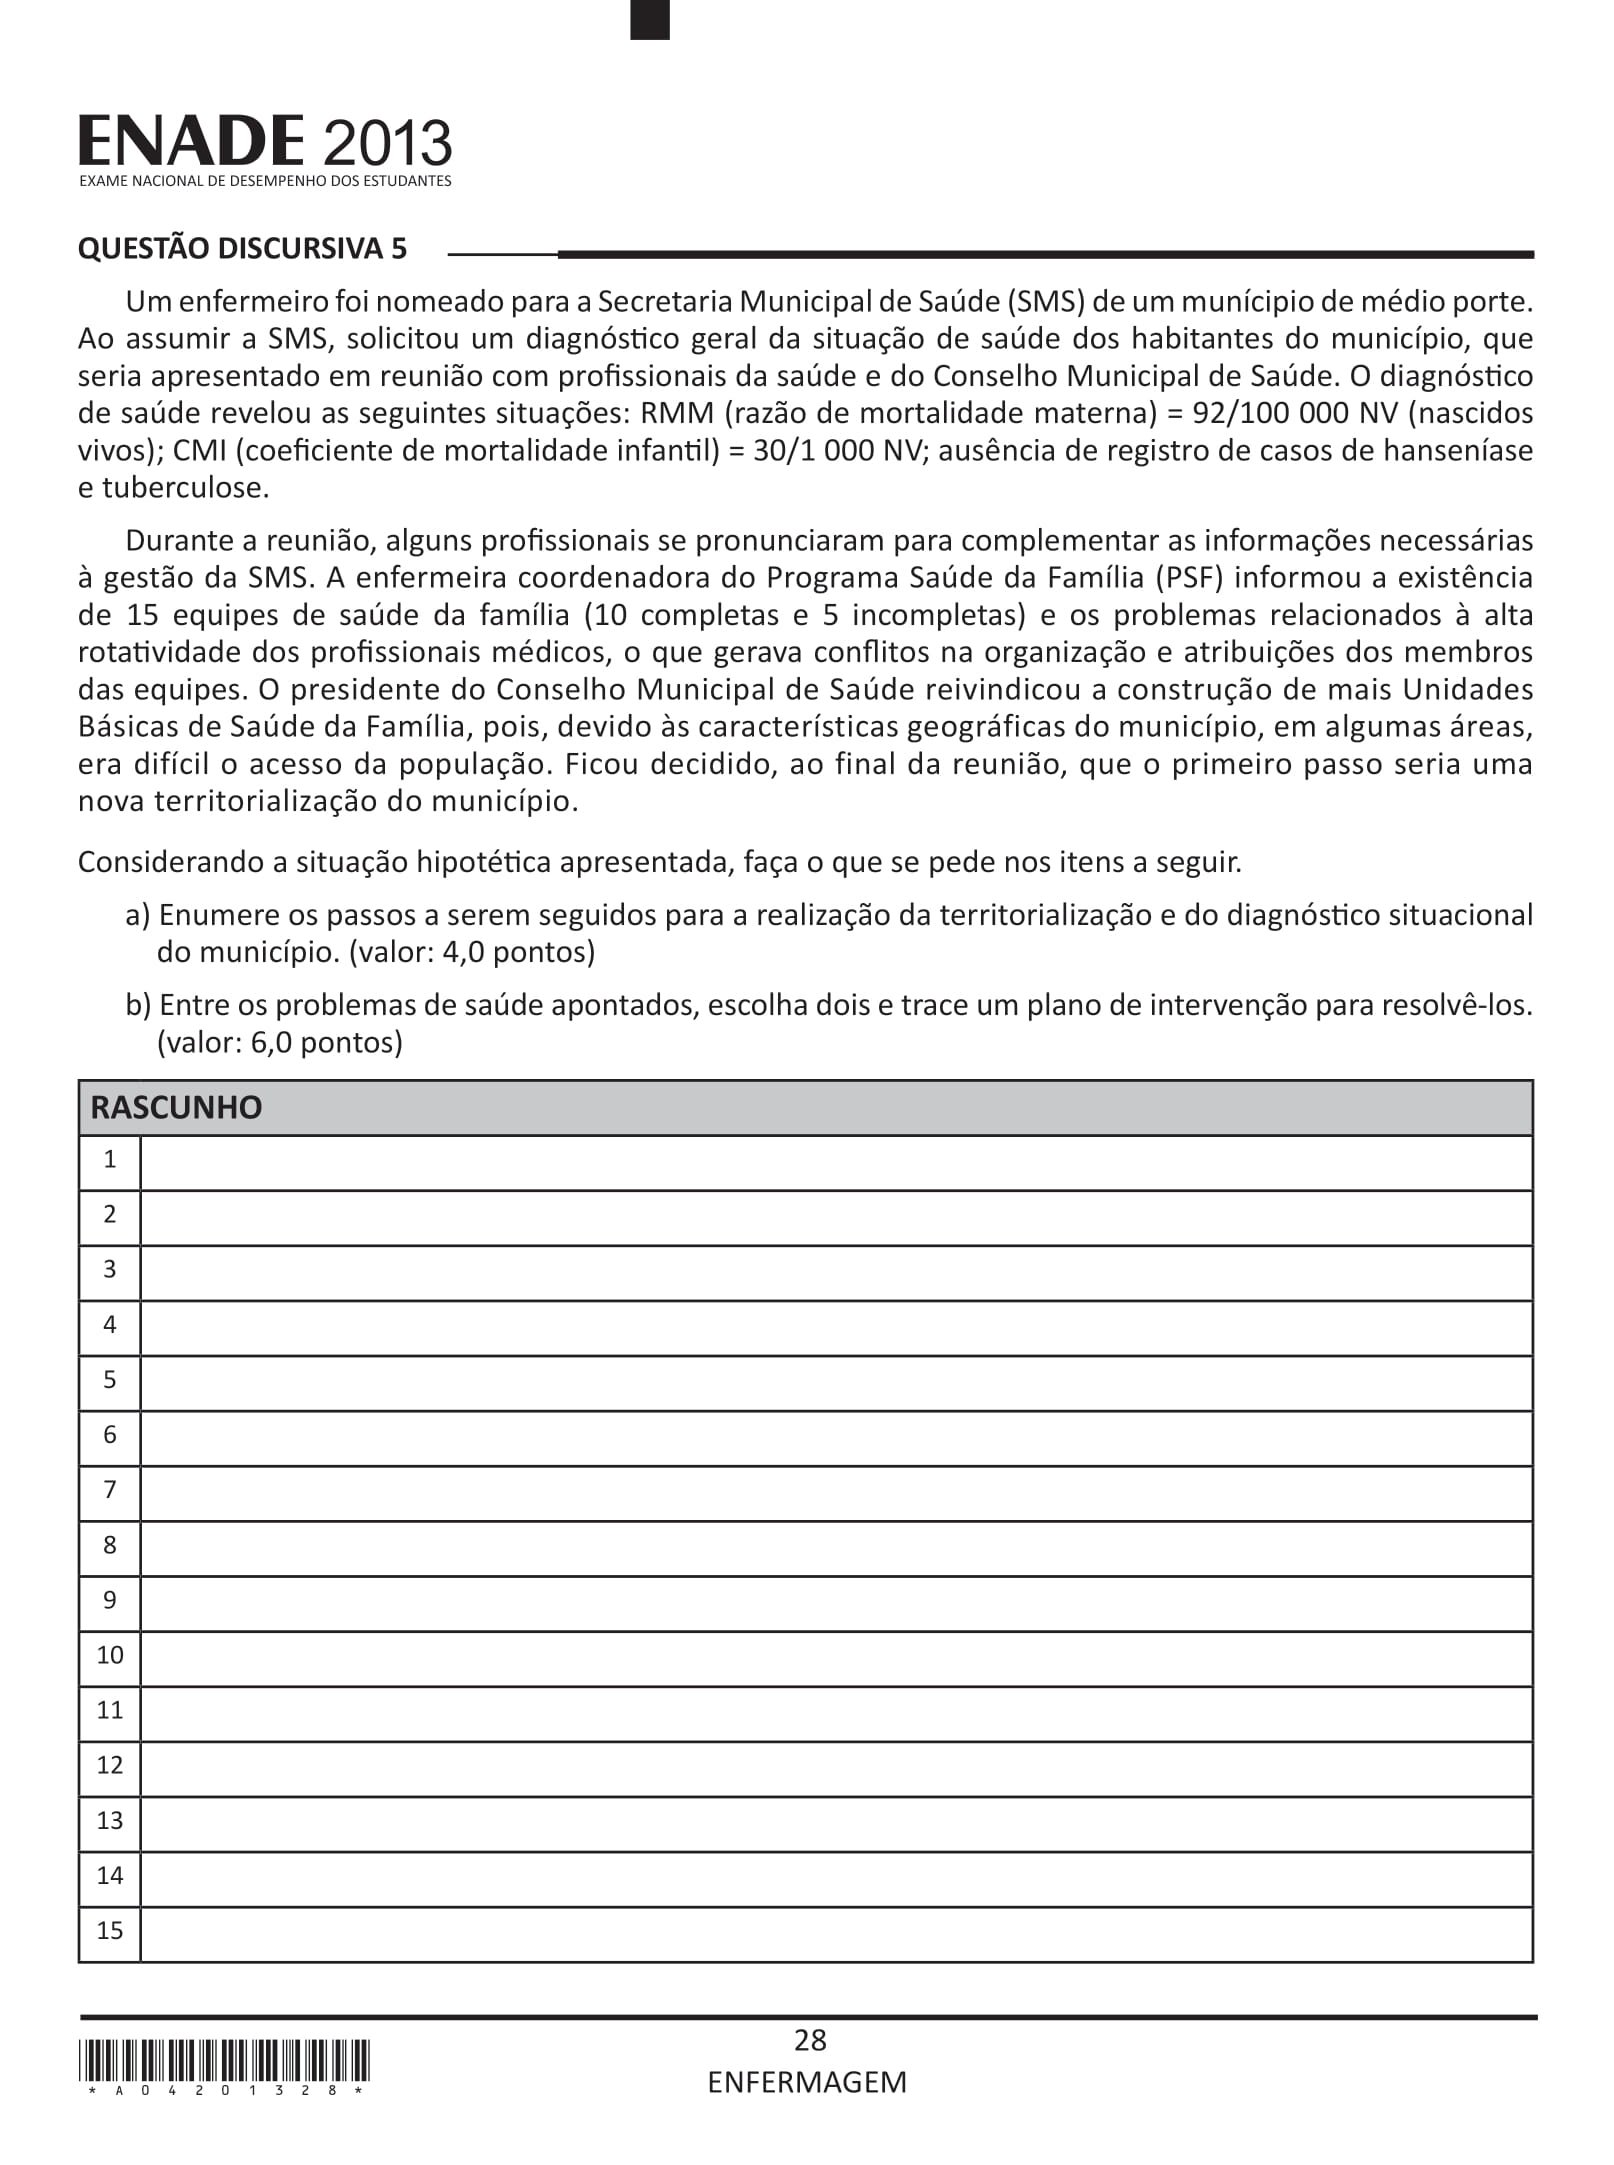 ENADE 2013
EXAME NACIONAL DE DESEMPENHO DOS ESTUDANTES
QUESTÃO DISCURSIVA 5
Um enfermeiro foi nomeado para a Secretaria Municipal de Saúde (SMS) de um munícipio de médio porte.
Ao assumir a SMS, solicitou um diagnóstico geral da situação de saúde dos habitantes do município, que
seria apresentado em reunião com profissionais da saúde e do Conselho Municipal de Saúde. O diagnóstico
de saúde revelou as seguintes situações: RMM (razão de mortalidade materna) = 92/100 000 NV (nascidos
vivos); CMI (coeficiente de mortalidade infantil) = 30/1 000 NV; ausência de registro de casos de hanseníase
e tuberculose.
Durante a reunião, alguns profissionais se pronunciaram para complementar as informações necessárias
à gestão da SMS. A enfermeira coordenadora do Programa Saúde da Família (PSF) informou a existência
de 15 equipes de saúde da família (10 completas e 5 incompletas) e os problemas relacionados à alta
rotatividade dos profissionais médicos, o que gerava conflitos na organização e atribuições dos membros
das equipes. O presidente do Conselho Municipal de Saúde reivindicou a construção de mais Unidades
Básicas de Saúde da Família, pois, devido às características geográficas do município, em algumas áreas,
era difícil o acesso da população. Ficou decidido, ao final da reunião, que o primeiro passo seria uma
nova territorialização do município.
Considerando a situação hipotética apresentada, faça o que se pede nos itens a seguir.
a) Enumere os passos a serem seguidos para a realização da territorialização e do diagnóstico situacional
do município. (valor: 4,0 pontos)
b) Entre os problemas de saúde apontados, escolha dois e trace um plano de intervenção para resolvê-los.
(valor: 6,0 pontos)
RASCUNHO
1
2
3
4
5
6
7
8
9
10
11
12
13
14
15
28
ENFERMAGEM
* A 0 4 2 0 1 3 2 8 *